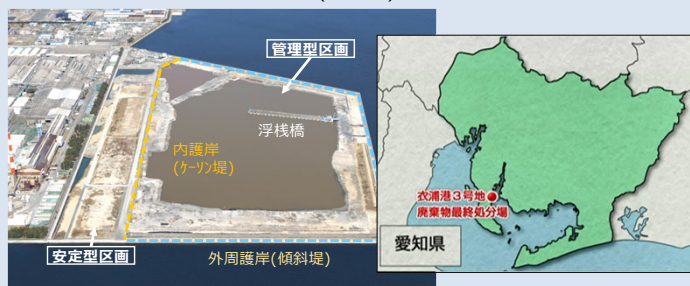 管理型区画
浮桟橋
内護岸
(ケーソン堤)
安定型区画
外周護岸(傾斜堤)
衣浦港3号地
廃棄物最終処分場
愛知県